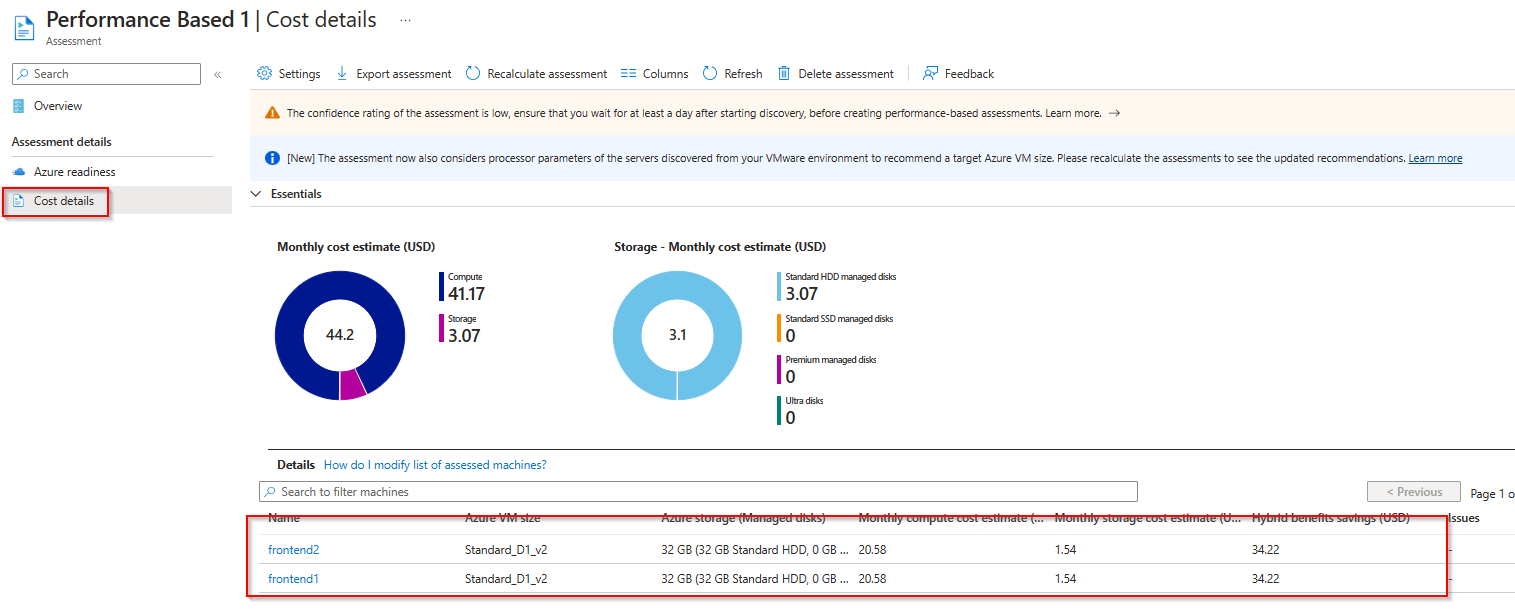 Performance Based 1 | Cost details ...
Assessment
Search «
Settings Export assessment Recalculate assessment Columns Refresh Delete assessment Feedback
Overview
Assessment details
Azure readiness
Cost details
The confidence rating of the assessment is low, ensure that you wait for at least a day after starting discovery, before creating performance-based assessments. Learn more. →
[New] The assessment now also considers processor parameters of the servers discovered from your VMware environment to recommend a target Azure VM size. Please recalculate the assessments to see the updated recommendations. Learn more
Essentials
Monthly cost estimate (USD)
44.2
Compute
41.17
Storage
3.07
Storage - Monthly cost estimate (USD)
3.1
Standard HDD managed disks
3.07
Standard SSD managed disks
0
Premium managed disks
0
Ultra disks
0
Details How do I modify list of assessed machines?
Search to filter machines < Previous Page 1 o
Name Azure VM size Azure storage (Managed disks) Monthly compute cost estimate (... Monthly storage cost estimate (U... Hybrid benefits savings (USD) Issues
frontend2 Standard_D1_v2 32 GB (32 GB Standard HDD, 0 GB ... 20.58 1.54 34.22 -
frontend1 Standard_D1_v2 32 GB (32 GB Standard HDD, 0 GB ... 20.58 1.54 34.22 -